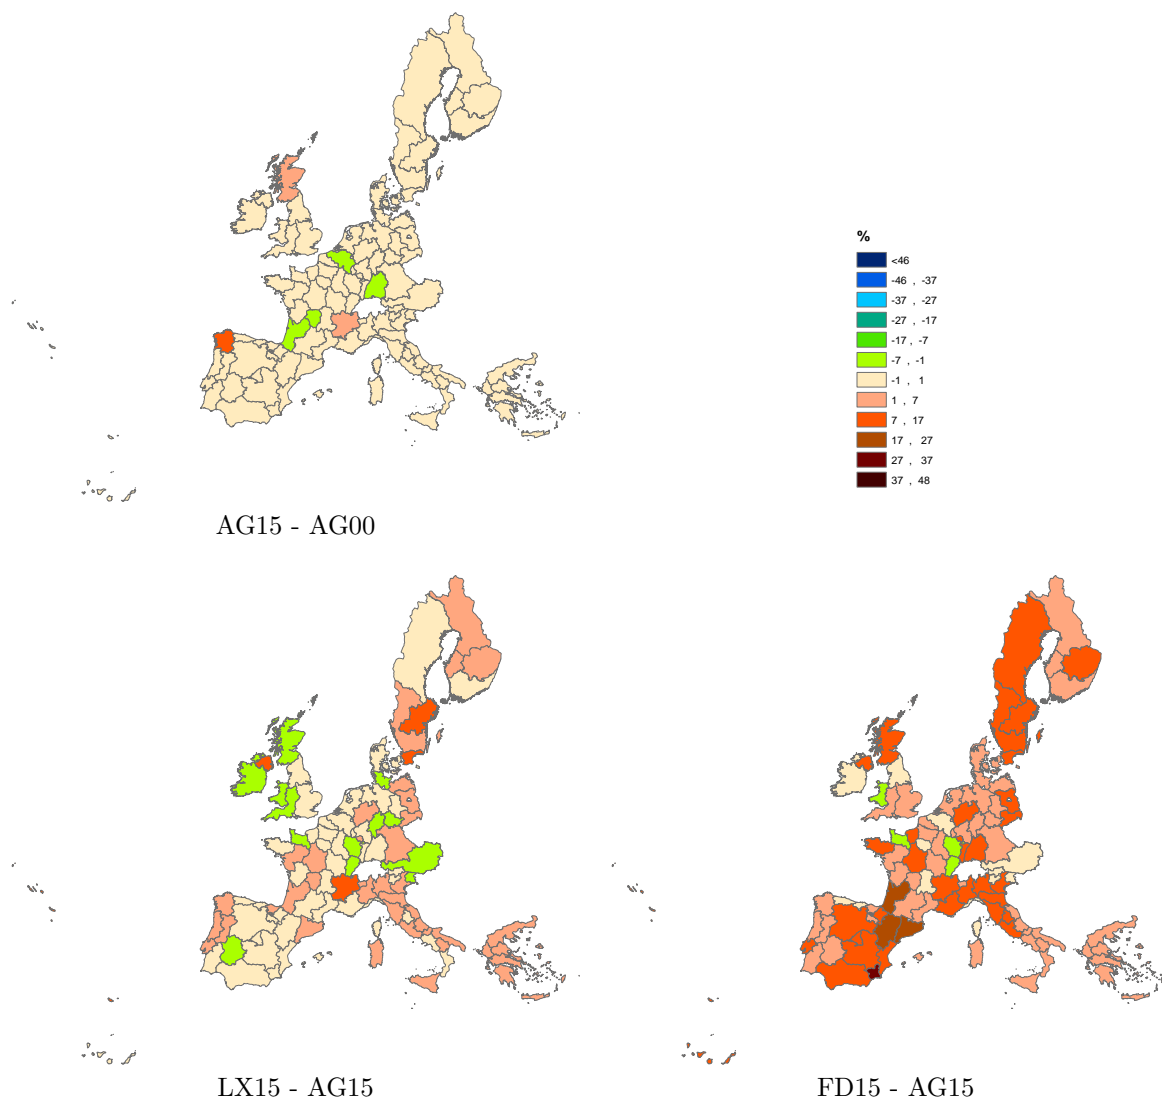 %
<46
-46 , -37
-37 , -27
-27 , -17
-17 , -7
-7 , -1
-1 , 1
1 , 7
7 , 17
17 , 27
27 , 37
37 , 48
AG15 - AG00
LX15 - AG15
FD15 - AG15